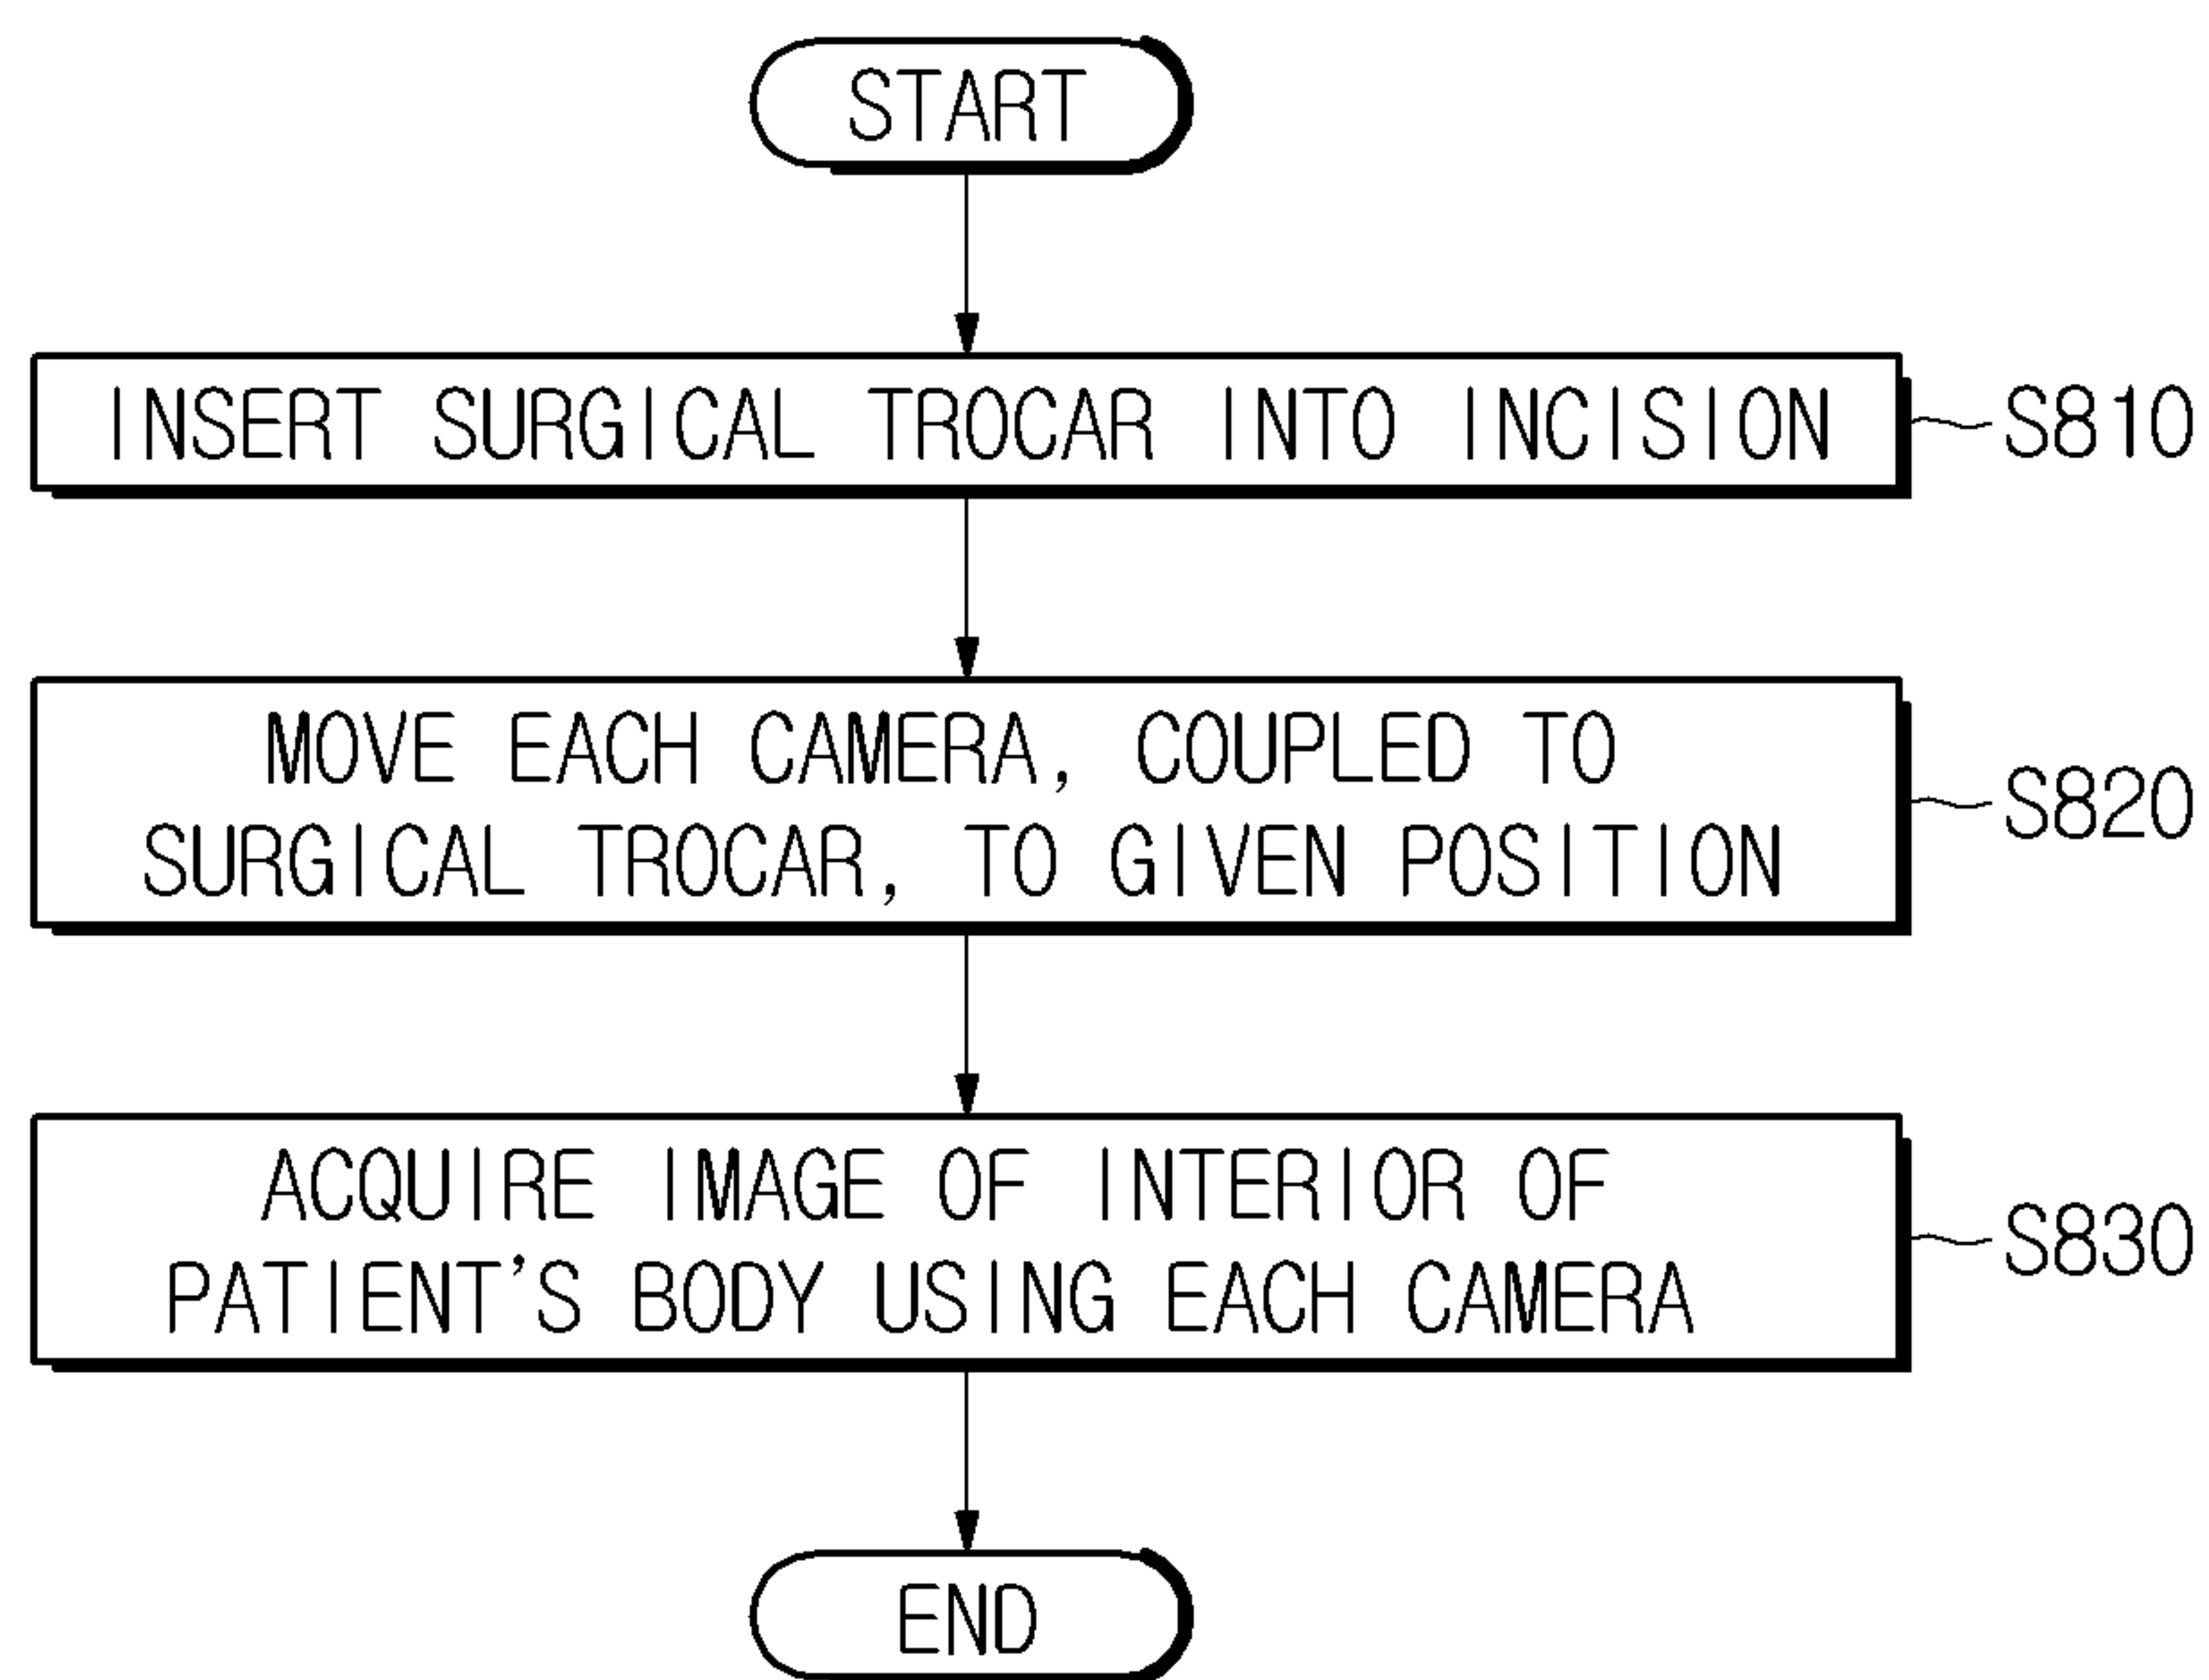 START
INSERT SURGICAL TROCAR INTO INCISION
S810
MOVE EACH CAMERA, COUPLED TO
SURGICAL TROCAR, TO GIVEN POSITION
S820
ACQUIRE IMAGE OF INTERIOR OF
PATIENT'S BODY USING EACH CAMERA
S830
END